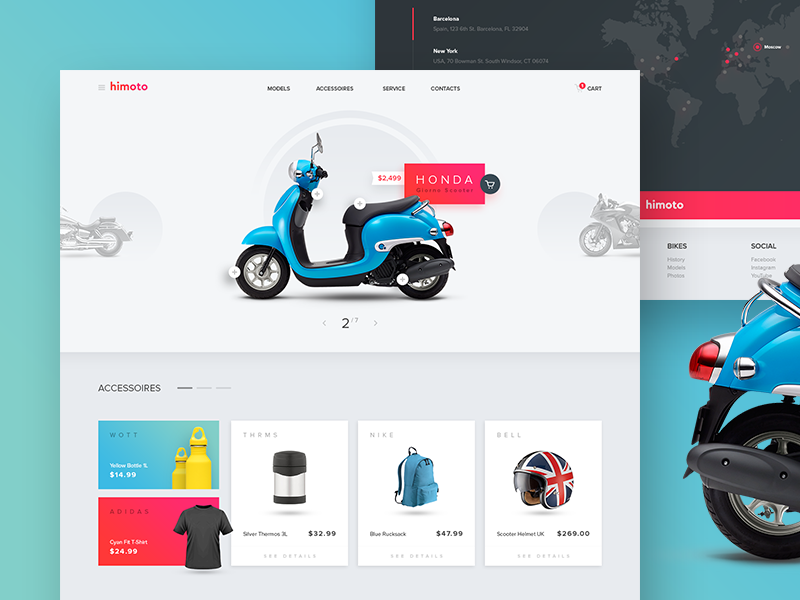 Barcelona
Spain, 123 6th St. Barcelona, FL 32904
New York
USA, 70 Bowman St. South Windsor, CT 06074
Moscow
himoto
MODELS ACCESSOIRES SERVICE CONTACTS
1 CART
$2,499
HONDA
Giorno Scooter
2 / 7
himoto
BIKES
History
Models
Photos
SOCIAL
Facebook
Instagram
YouTube
ACCESSOIRES
WOTT
Yellow Bottle 1L
$14.99
ADIDAS
Cyan Fit T-Shirt
$24.99
THRMS
Silver Thermos 3L $32.99
SEE DETAILS
NIKE
Blue Rucksack $47.99
SEE DETAILS
BELL
Scooter Helmet UK $269.00
SEE DETAILS